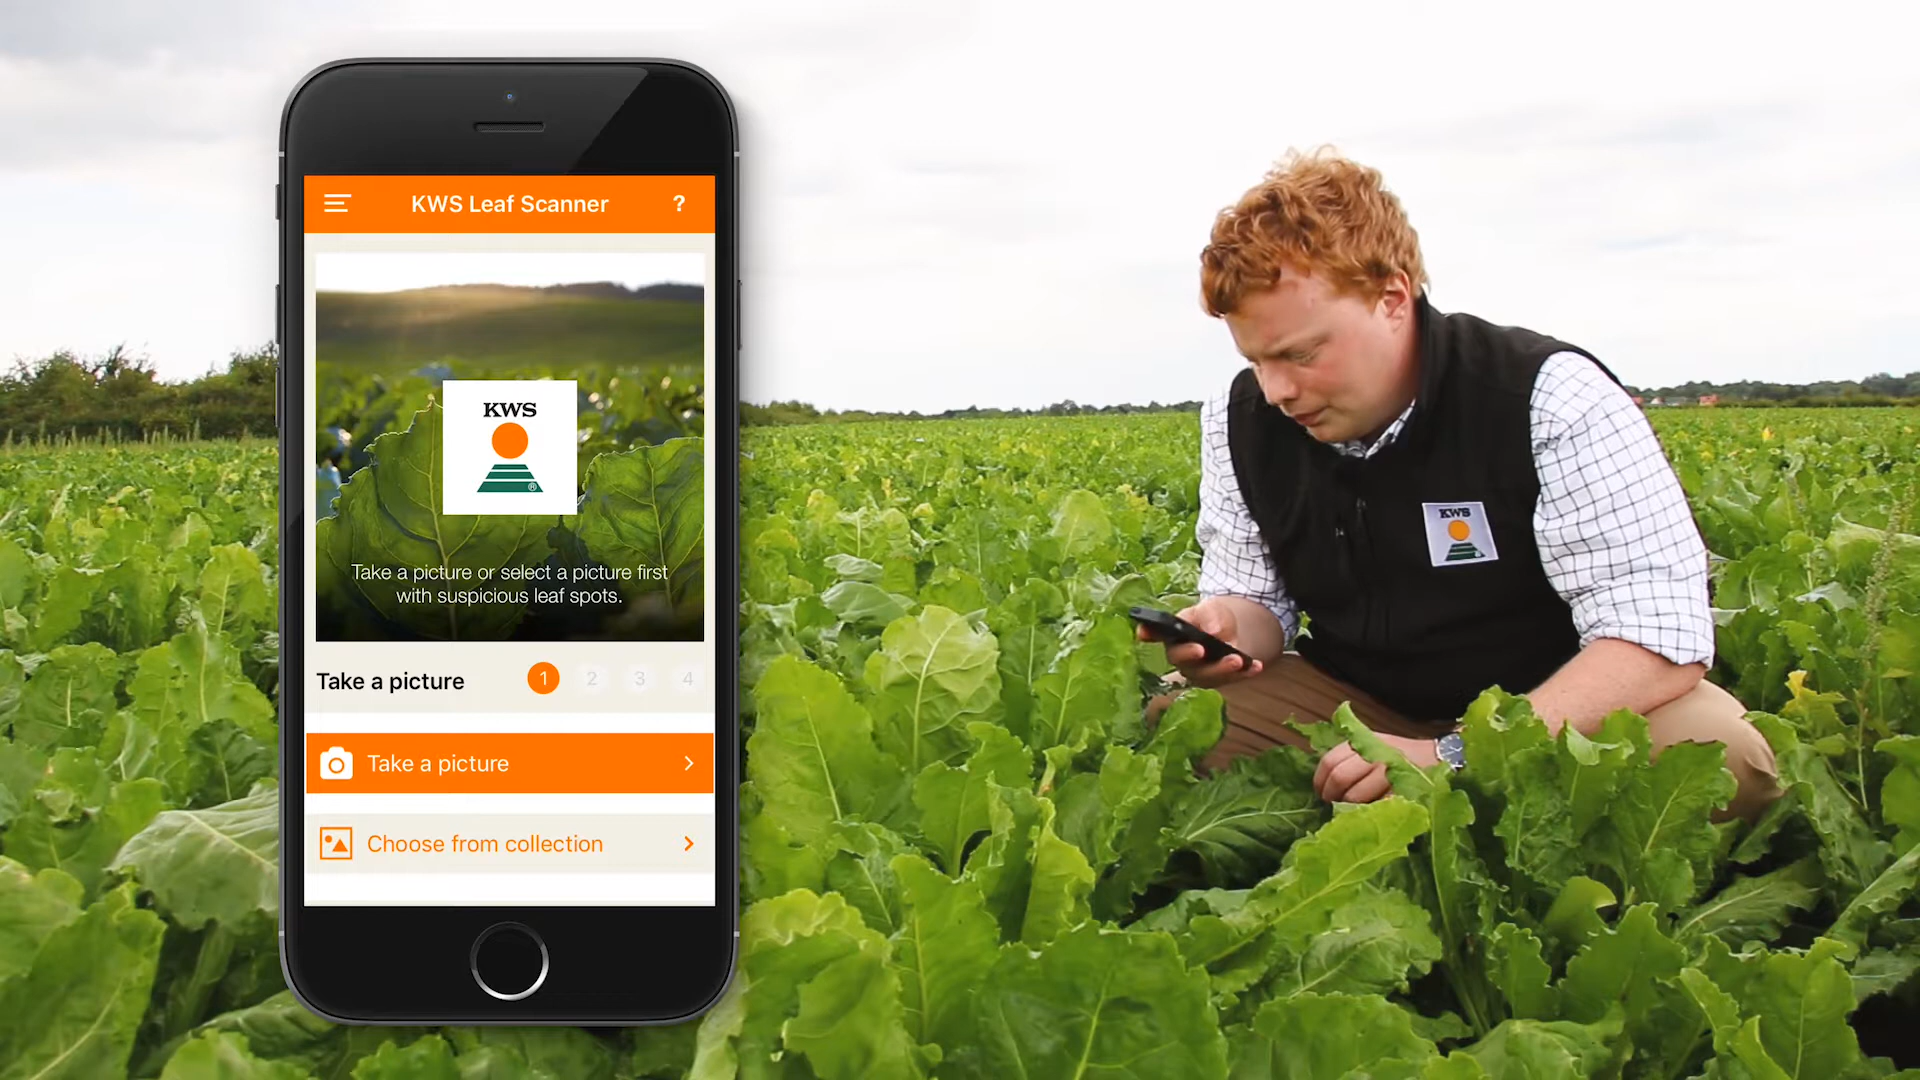 KWS Leaf Scanner ?
KWS
®
Take a picture or select a picture first
with suspicious leaf spots.
Take a picture 1 2 3 4
Take a picture
Choose from collection
KWS